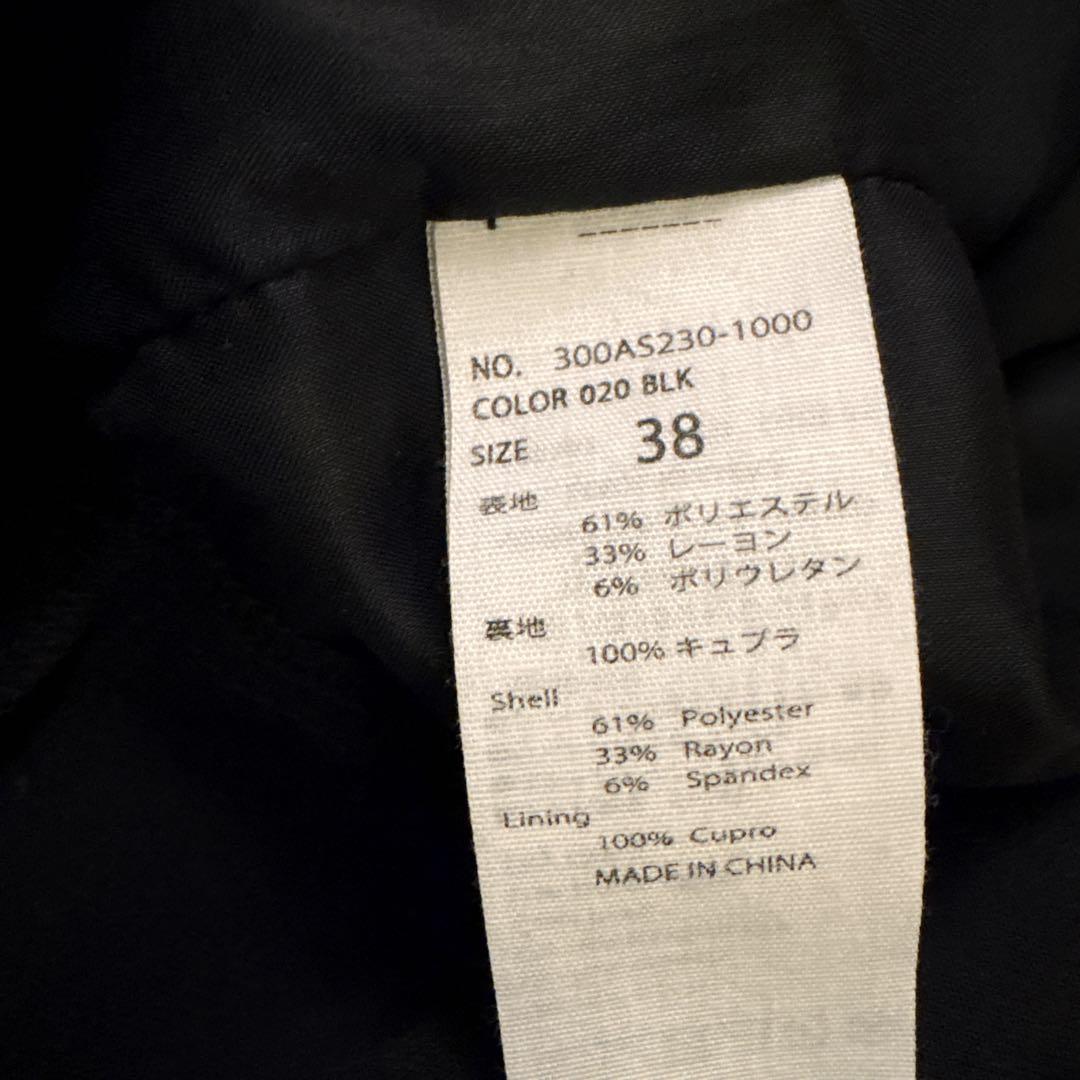 NO. 300AS230-1000
COLOR 020 BLK
SIZE 38
表地
61% ポリエステル
33% レーヨン
6% ポリウレタン
裏地
100% キュプラ
Shell
61% Polyester
33% Rayon
6% Spandex
Lining
100% Cupro
MADE IN CHINA